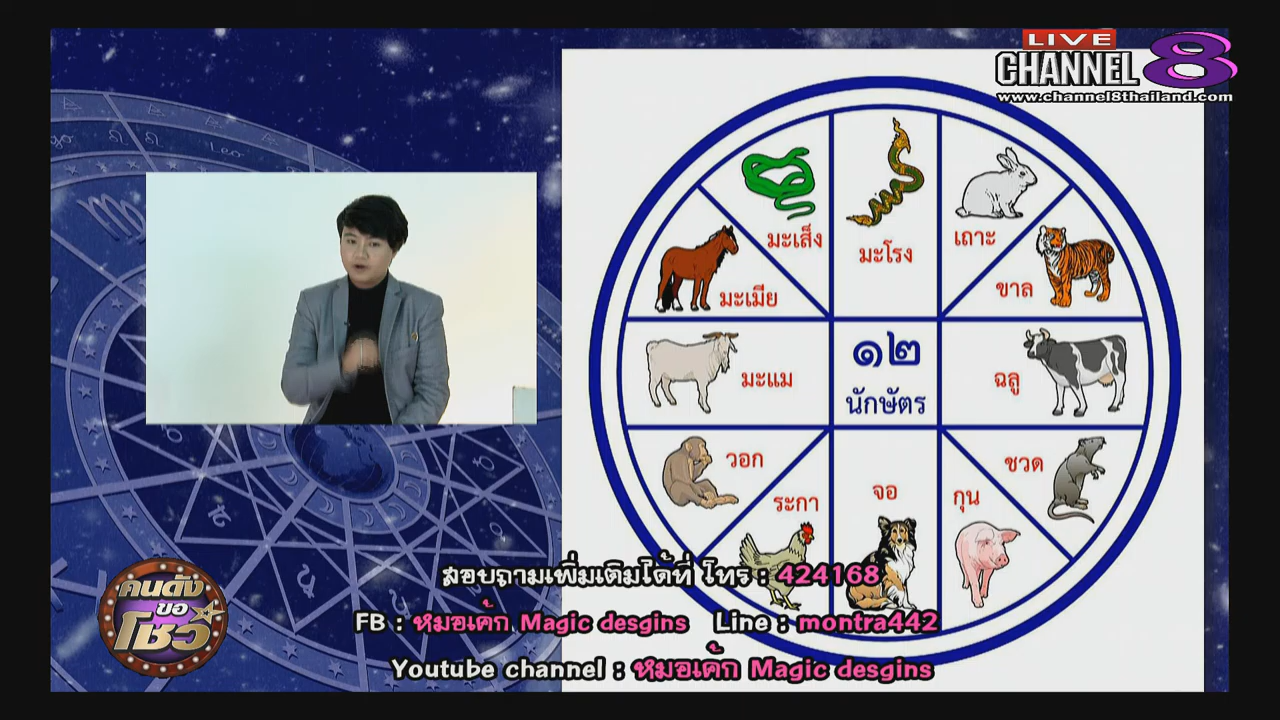 LIVE
CHANNEL 8
www.channel8thailand.com
มะเส็ง
มะโรง
เถาะ
มะเมีย
ขาล
มะแม
๑๒
นักษัตร
ฉลู
วอก
ระกา
จอ
กุน
ชวด
คนดัง
ขอ
โชว์
สอบถามเพิ่มเติมได้ที่ โทร : 424168
FB : หมอเค้ก Magic desgins Line : montra442
Youtube channel : หมอเค้ก Magic desgins
Leo